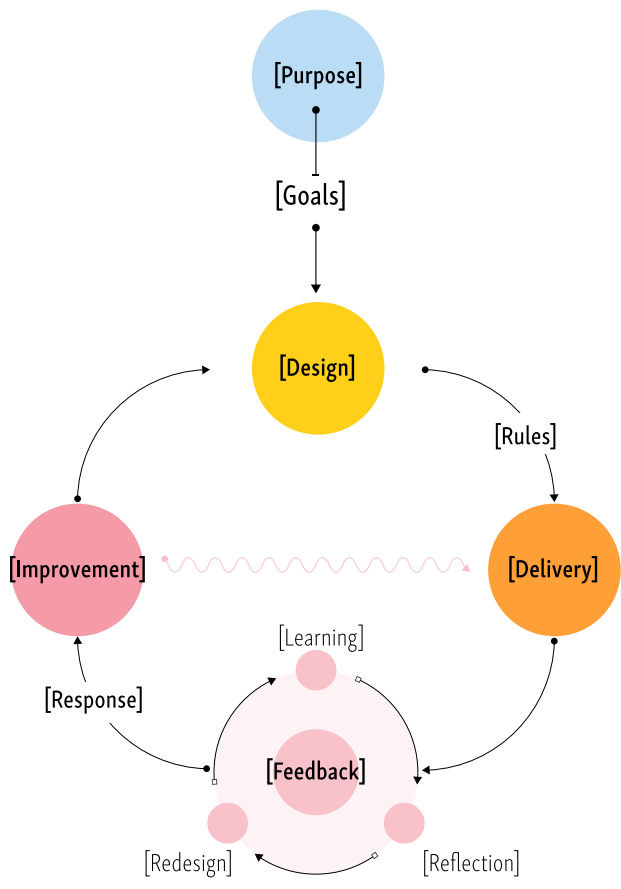 [Purpose]
[Goals]
[Design]
[Rules]
[Improvement]
[Delivery]
[Learning]
[Response]
[Feedback]
[Redesign]
[Reflection]